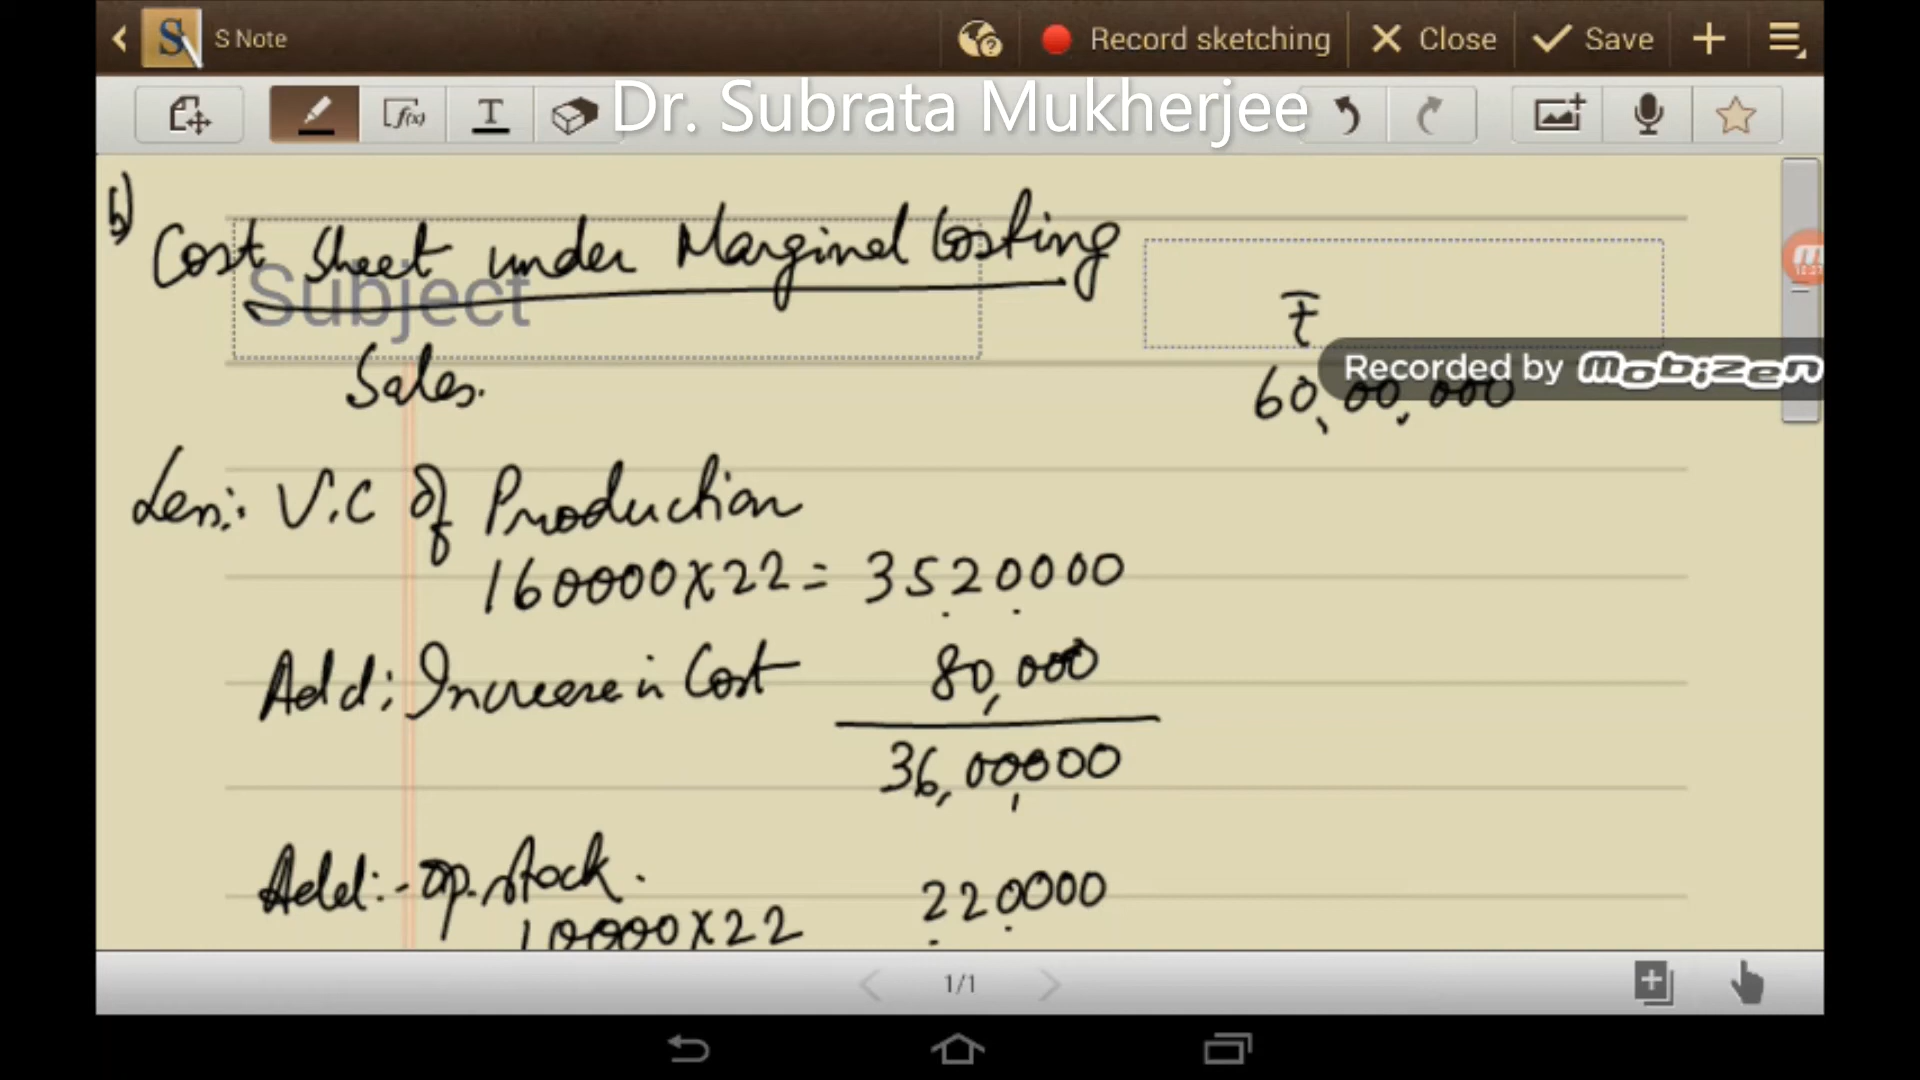 S Note
Record sketching
Close
Save
T
f(x)
Dr. Subrata Mukherjee
b)
Cost Sheet under Marginal Costing
Subject
₹
Recorded by mobizen
Sales.
60,00,000
Less: V.C of Production
160000X22 = 3520000
Add: Increase in Cost 80,000
36,00,000
Add:- Op. Stock. 220000
10000X22
1/1